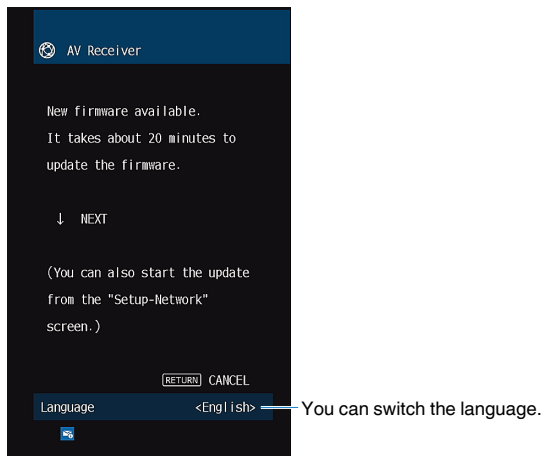 AV Receiver
New firmware available.
It takes about 20 minutes to
update the firmware.
↓ NEXT
(You can also start the update
from the "Setup-Network"
screen.)
RETURN CANCEL
Language <English>
You can switch the language.